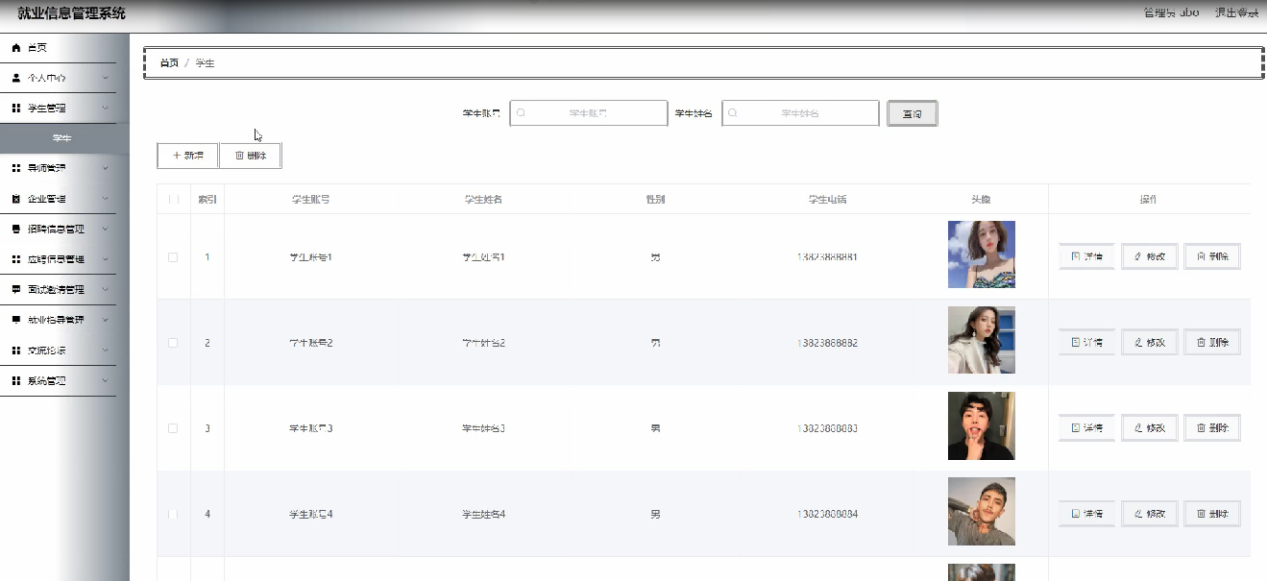 就业信息管理系统
管理员 abo 退出登录
首页
个人中心
学生管理
学生
导师管理
企业管理
招聘信息管理
应聘信息管理
面试邀请管理
就业指导管理
交流论坛
系统管理
首页 / 学生
学生账号 学生账号 学生姓名 学生姓名 查询
新增 删除
索引 学生账号 学生姓名 性别 学生电话 头像 操作
1 学生账号1 学生姓名1 男 13823888881 详情 修改 删除
2 学生账号2 学生姓名2 男 13823888882 详情 修改 删除
3 学生账号3 学生姓名3 男 13823888883 详情 修改 删除
4 学生账号4 学生姓名4 男 13823888884 详情 修改 删除